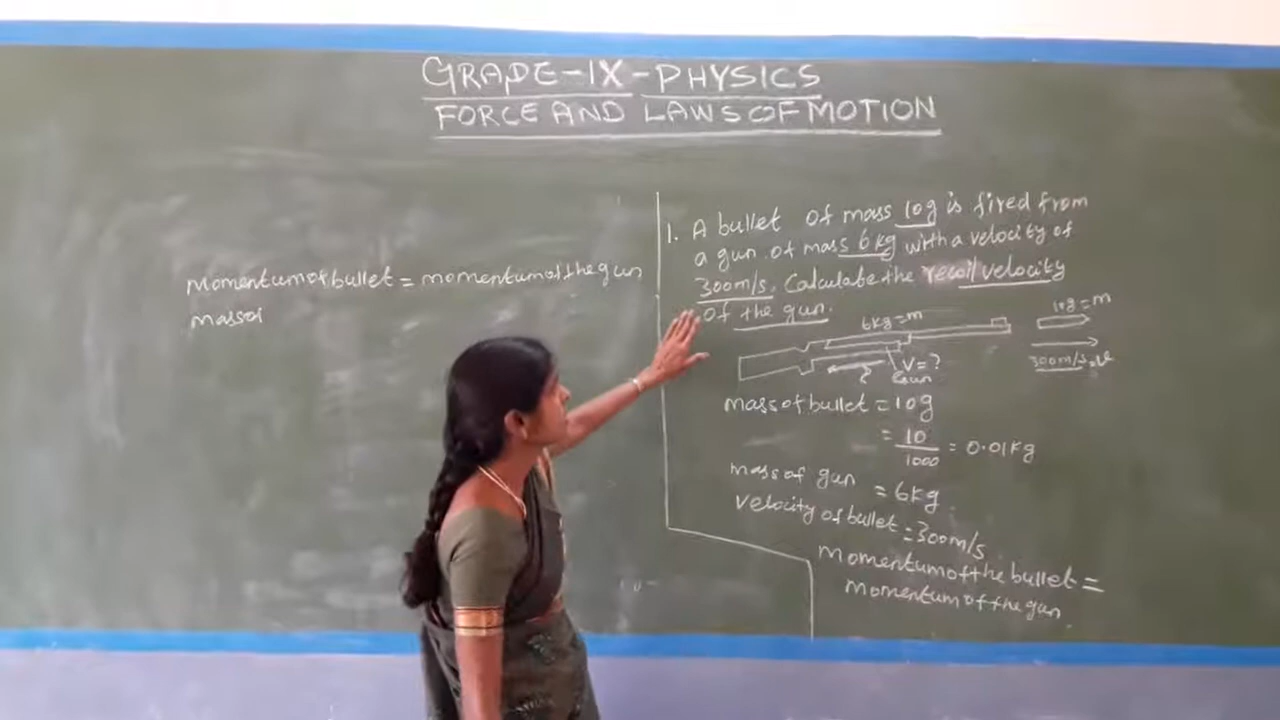 GRADE-IX-PHYSICS
FORCE AND LAWS OF MOTION
Momentum of bullet = momentum of the gun
mass of
1. A bullet of mass 10g is fired from
a gun of mass 6 kg with a velocity of
300m/s. Calculate the recoil velocity
of the gun.
6kg=m
10g=m
300m/s=v
V=?
Gun
mass of bullet = 10g
= 10/1000 = 0.01kg
mass of gun = 6kg
velocity of bullet = 300m/s
momentum of the bullet =
momentum of the gun.